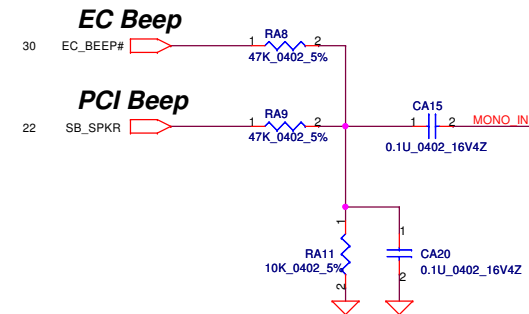 EC Beep
30 EC_BEEP# 1 RA8 2
47K_0402_5%
PCI Beep
22 SB_SPKR 1 RA9 2
47K_0402_5%
CA15
1 2 MONO_IN
0.1U_0402_16V4Z
1
RA11
10K_0402_5%
2
1
CA20
0.1U_0402_16V4Z
2